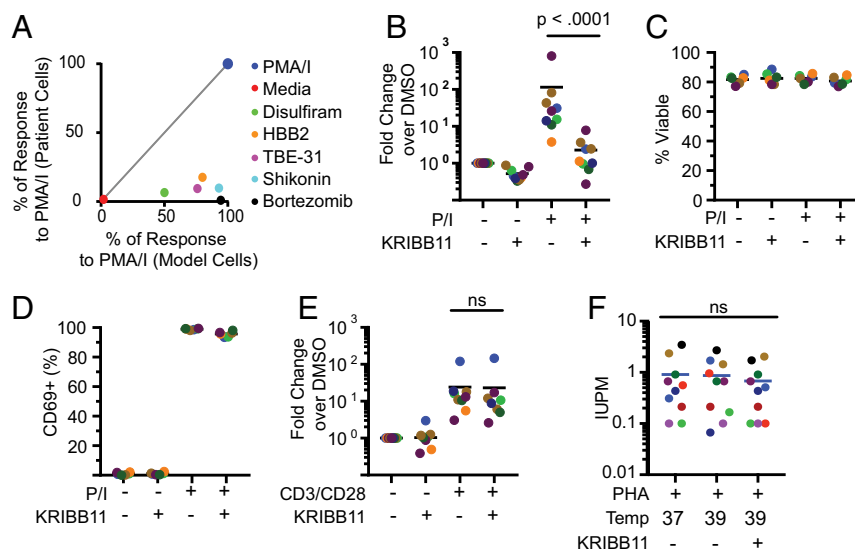 A
% of Response
to PMA/I (Patient Cells)
100
50
0
0
50
100
% of Response
to PMA/I (Model Cells)
PMA/I
Media
Disulfiram
HBB2
TBE-31
Shikonin
Bortezomib
B
p < .0001
Fold Change
over DMSO
10³
10²
10¹
10⁰
P/I - - + +
KRIBB11 - + - +
C
% Viable
100
80
60
40
20
0
P/I - - + +
KRIBB11 - + - +
D
CD69+ (%)
100
80
60
40
20
P/I - - + +
KRIBB11 - + - +
E
ns
Fold Change
over DMSO
10³
10²
10¹
10⁰
10⁻¹
CD3/CD28 - - + +
KRIBB11 - + - +
F
ns
IUPM
10
1
0.1
0.01
PHA + + +
Temp 37 39 39
KRIBB11 - - +